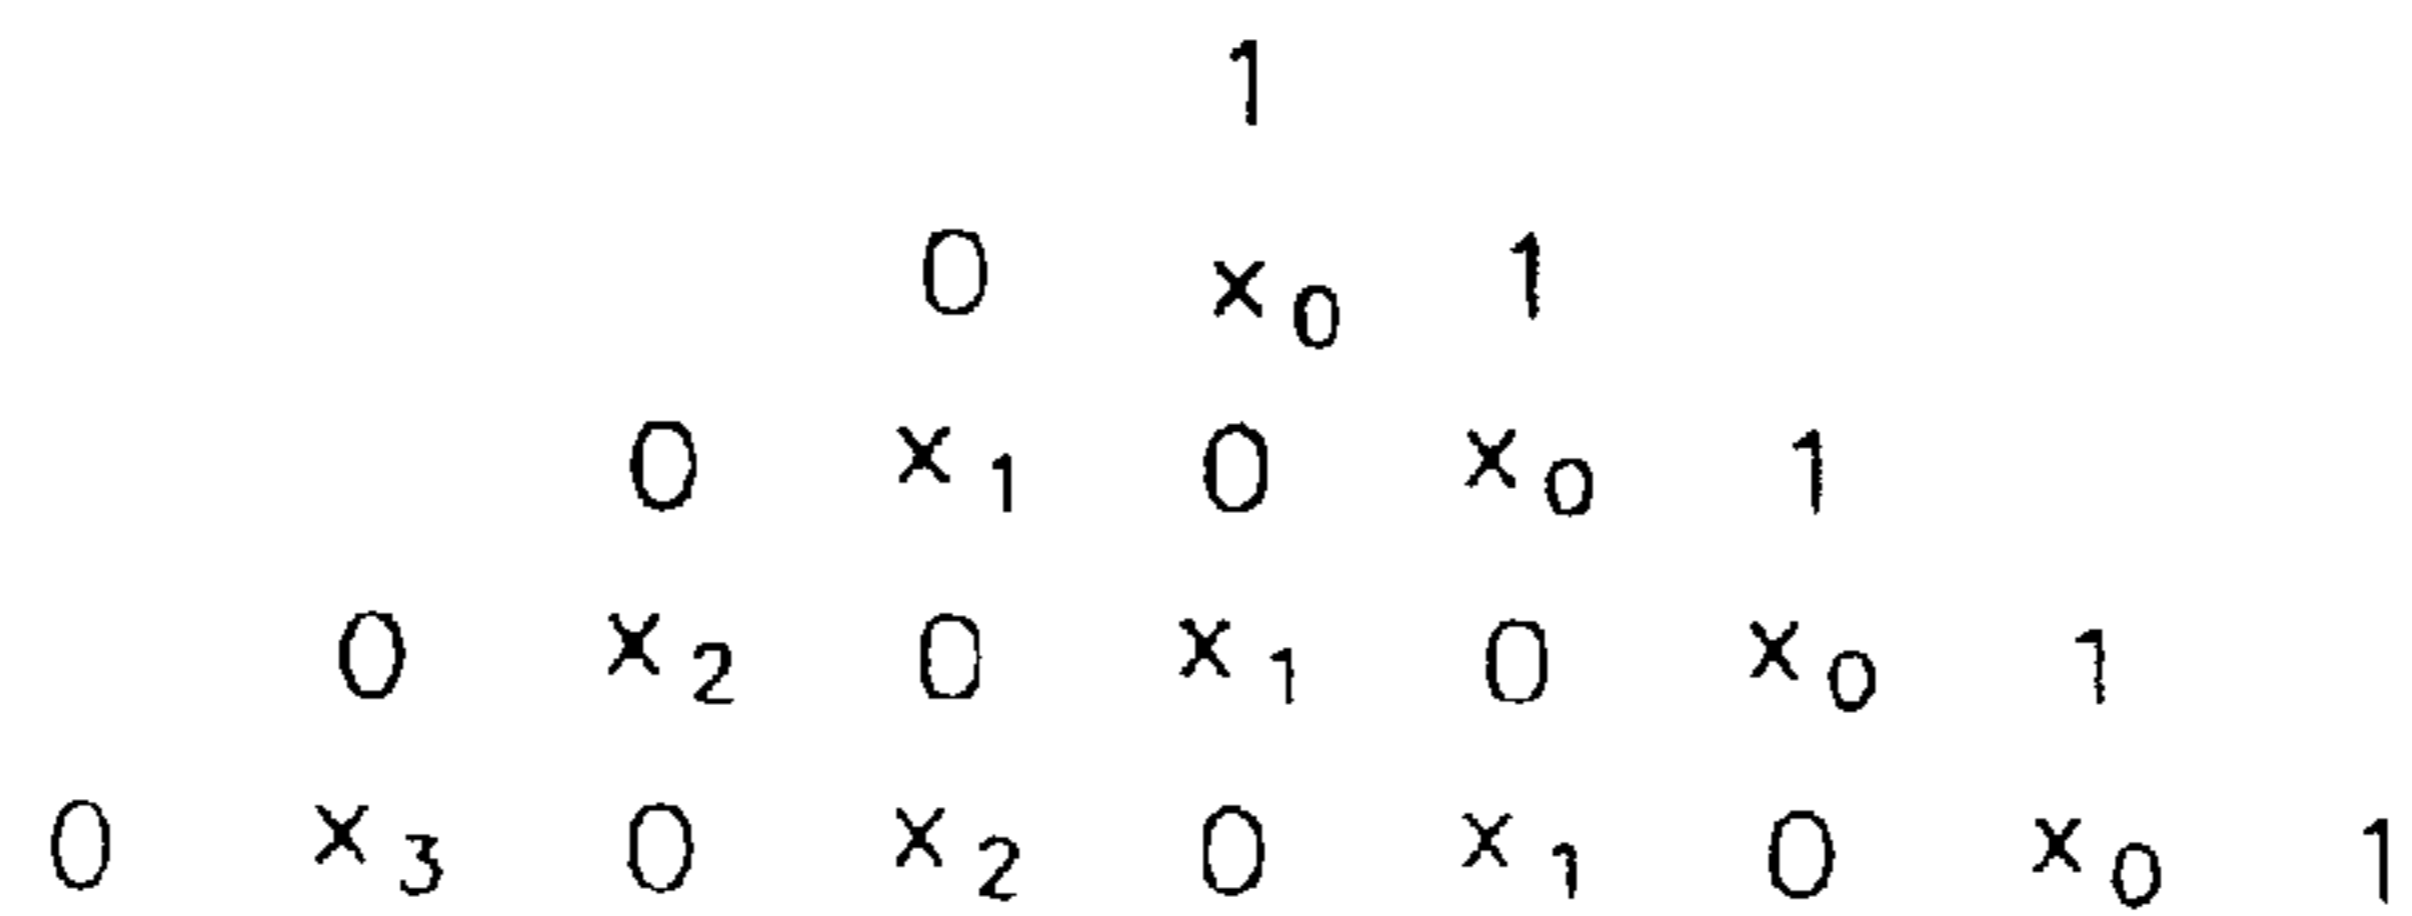 1
0 x₀ 1
0 x₁ 0 x₀ 1
0 x₂ 0 x₁ 0 x₀ 1
0 x₃ 0 x₂ 0 x₁ 0 x₀ 1